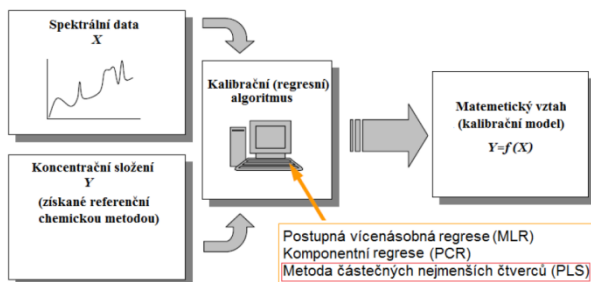 Spektrální data
X
Koncentrační složení
Y
(získané referenční
chemickou metodou)
Kalibrační (regresní)
algoritmus
Matemetický vztah
(kalibrační model)
Y=f(X)
Postupná vícenásobná regrese (MLR)
Komponentní regrese (PCR)
Metoda částečných nejmenších čtverců (PLS)